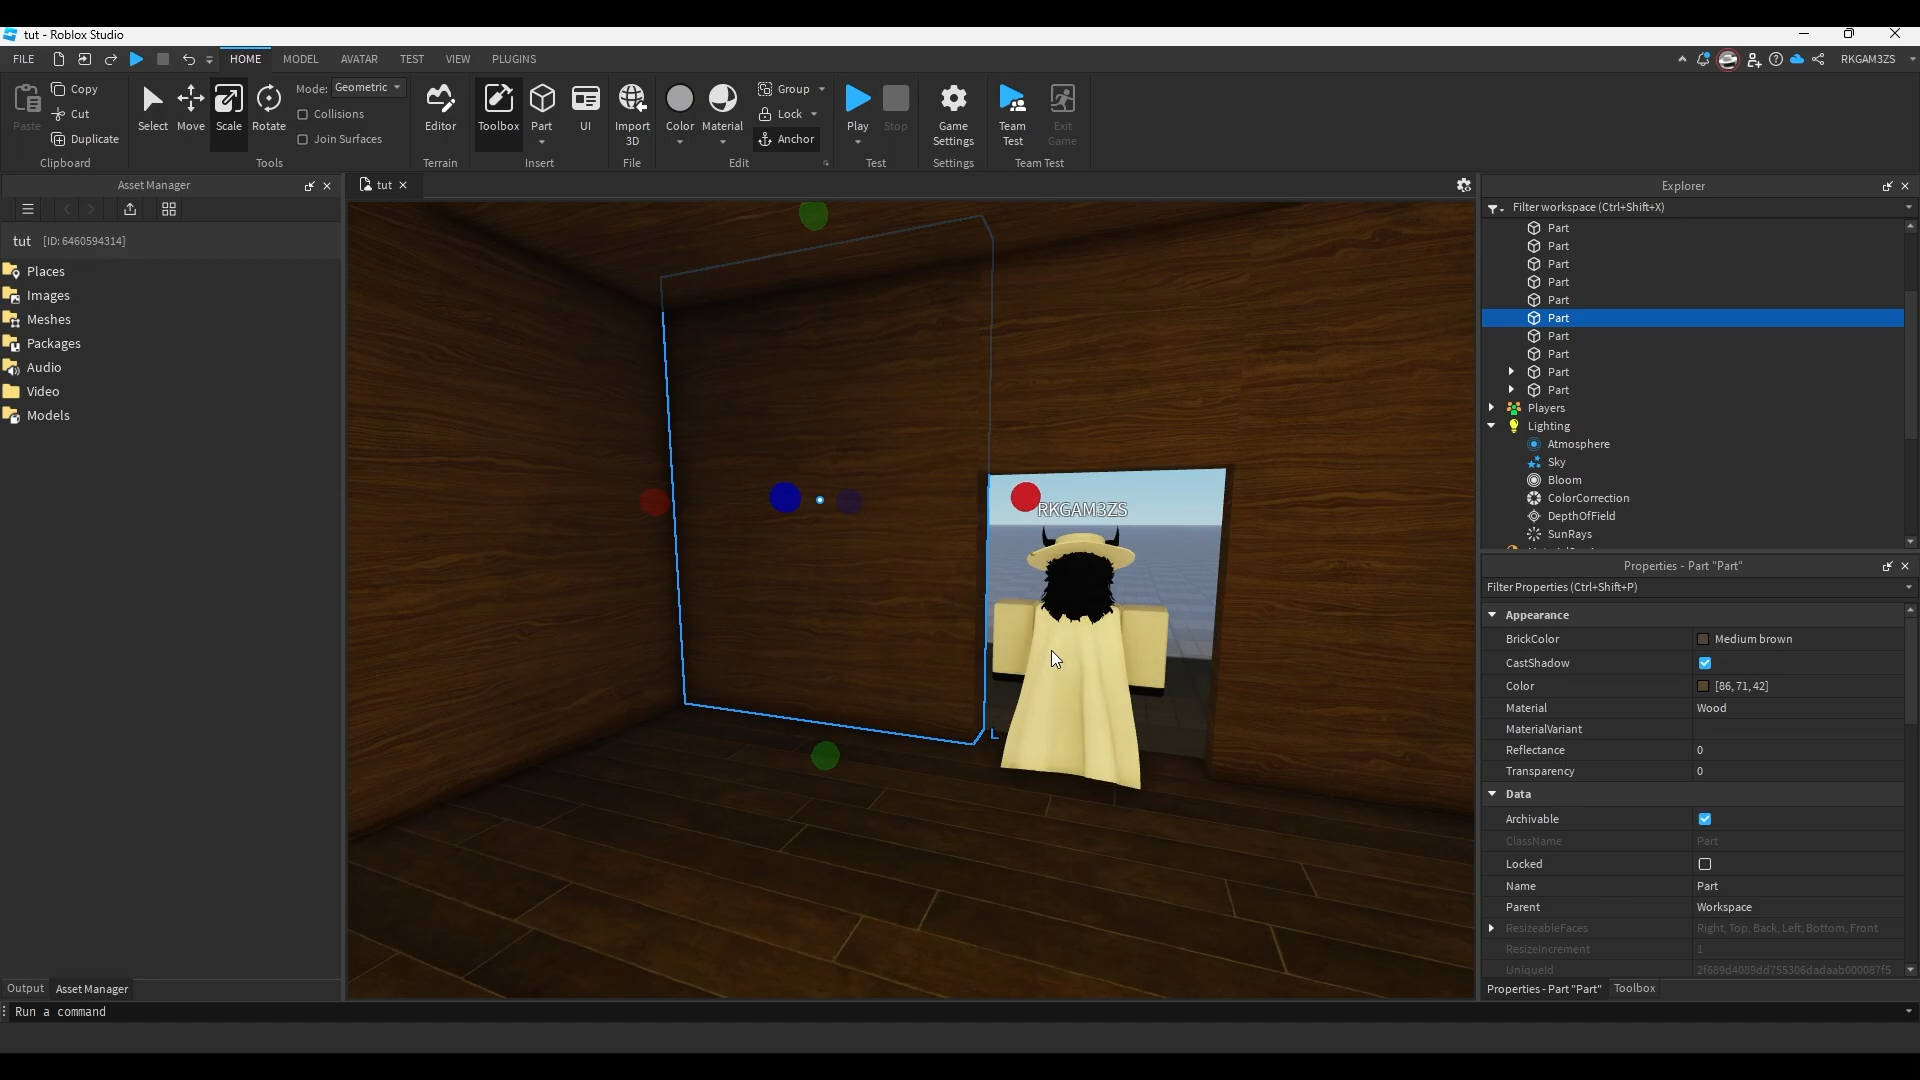 tut - Roblox Studio
FILE HOME MODEL AVATAR TEST VIEW PLUGINS RKGAM3ZS
Paste Copy Cut Duplicate Clipboard
Select Move Scale Rotate Mode: Geometric Collisions Join Surfaces Tools
Editor Terrain
Toolbox Part UI Insert
Import 3D File
Color Material Group Lock Anchor Edit
Play Stop Test
Game Settings Settings
Team Test Exit Game Team Test
Asset Manager
tut [ID: 6460594314]
Places
Images
Meshes
Packages
Audio
Video
Models
Output Asset Manager
tut
RKGAM3ZS
L
Explorer
Filter workspace (Ctrl+Shift+X)
Part
Part
Part
Part
Part
Part
Part
Part
Part
Part
Players
Lighting
Atmosphere
Sky
Bloom
ColorCorrection
DepthOfField
SunRays
Properties - Part "Part"
Filter Properties (Ctrl+Shift+P)
Appearance
BrickColor Medium brown
CastShadow
Color [86, 71, 42]
Material Wood
MaterialVariant
Reflectance 0
Transparency 0
Data
Archivable
ClassName Part
Locked
Name Part
Parent Workspace
ResizeableFaces Right, Top, Back, Left, Bottom, Front
ResizeIncrement 1
UniqueId 2f689d4089dd755306dadaab000087f5
Properties - Part "Part" Toolbox
Run a command